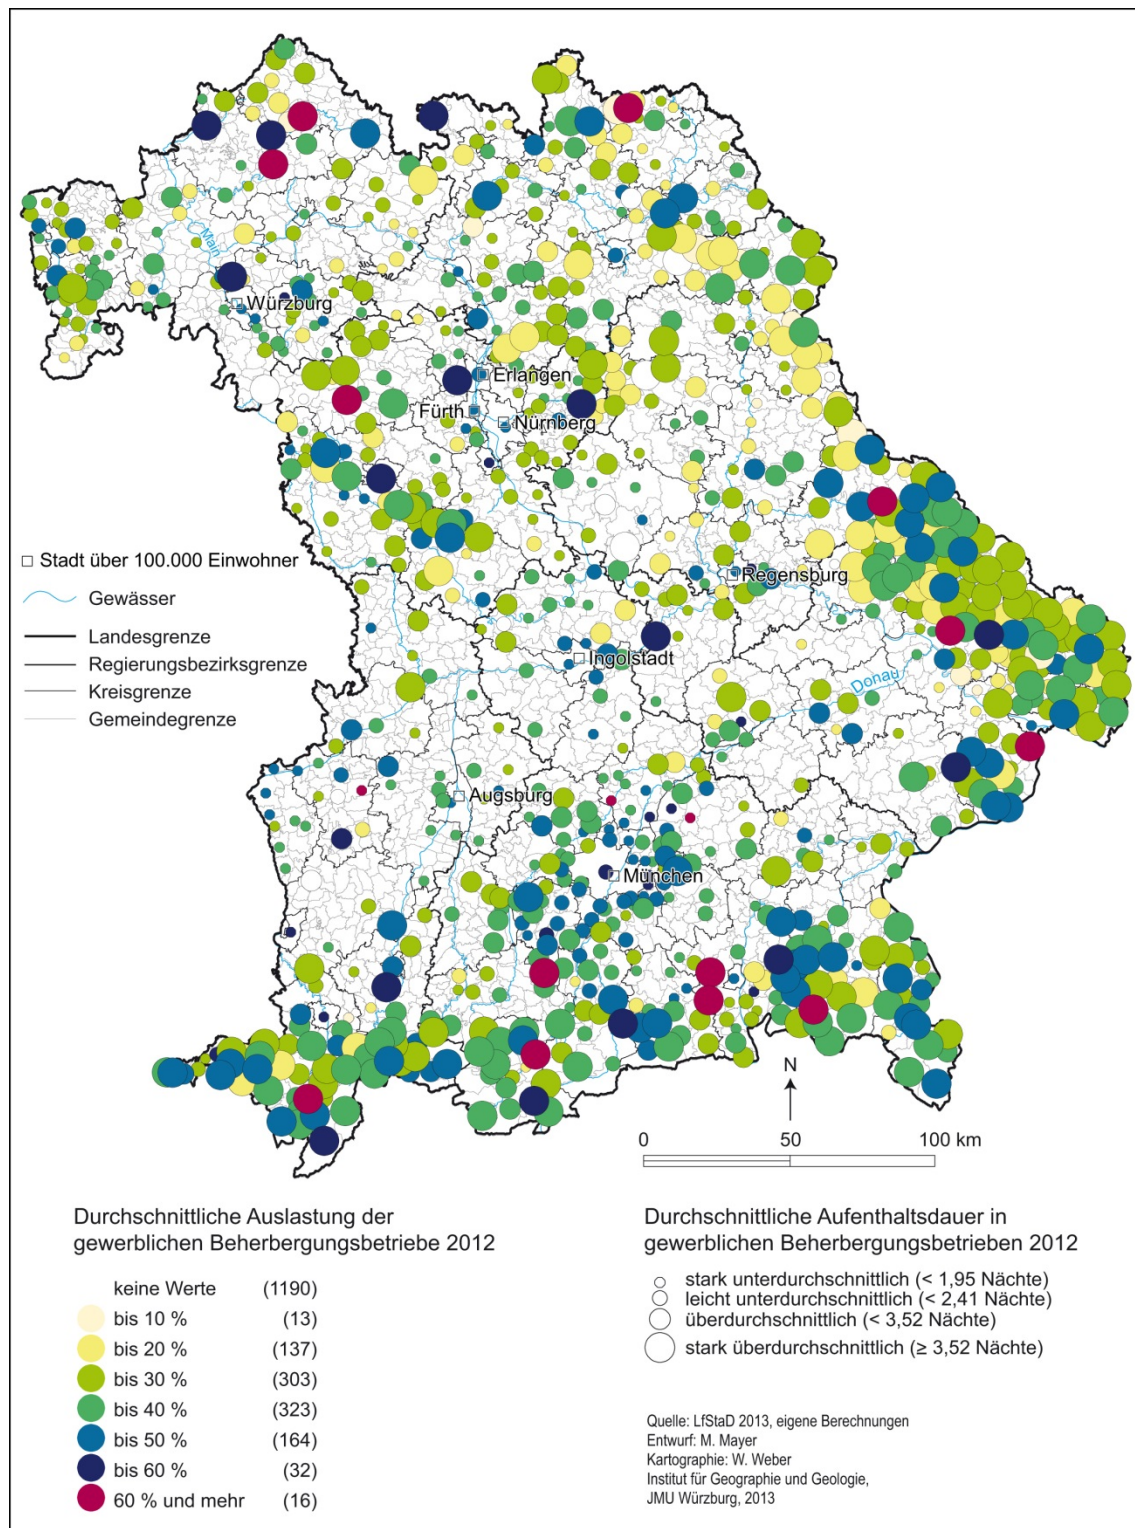 Main
Würzburg
Erlangen
Fürth
Nürnberg
Regensburg
Ingolstadt
Donau
Augsburg
München
Stadt über 100.000 Einwohner
Gewässer
Landesgrenze
Regierungsbezirksgrenze
Kreisgrenze
Gemeindegrenze
N
0 50 100 km
Durchschnittliche Auslastung der
gewerblichen Beherbergungsbetriebe 2012
keine Werte (1190)
bis 10 % (13)
bis 20 % (137)
bis 30 % (303)
bis 40 % (323)
bis 50 % (164)
bis 60 % (32)
60 % und mehr (16)
Durchschnittliche Aufenthaltsdauer in
gewerblichen Beherbergungsbetrieben 2012
stark unterdurchschnittlich (< 1,95 Nächte)
leicht unterdurchschnittlich (< 2,41 Nächte)
überdurchschnittlich (< 3,52 Nächte)
stark überdurchschnittlich (≥ 3,52 Nächte)
Quelle: LfStaD 2013, eigene Berechnungen
Entwurf: M. Mayer
Kartographie: W. Weber
Institut für Geographie und Geologie,
JMU Würzburg, 2013